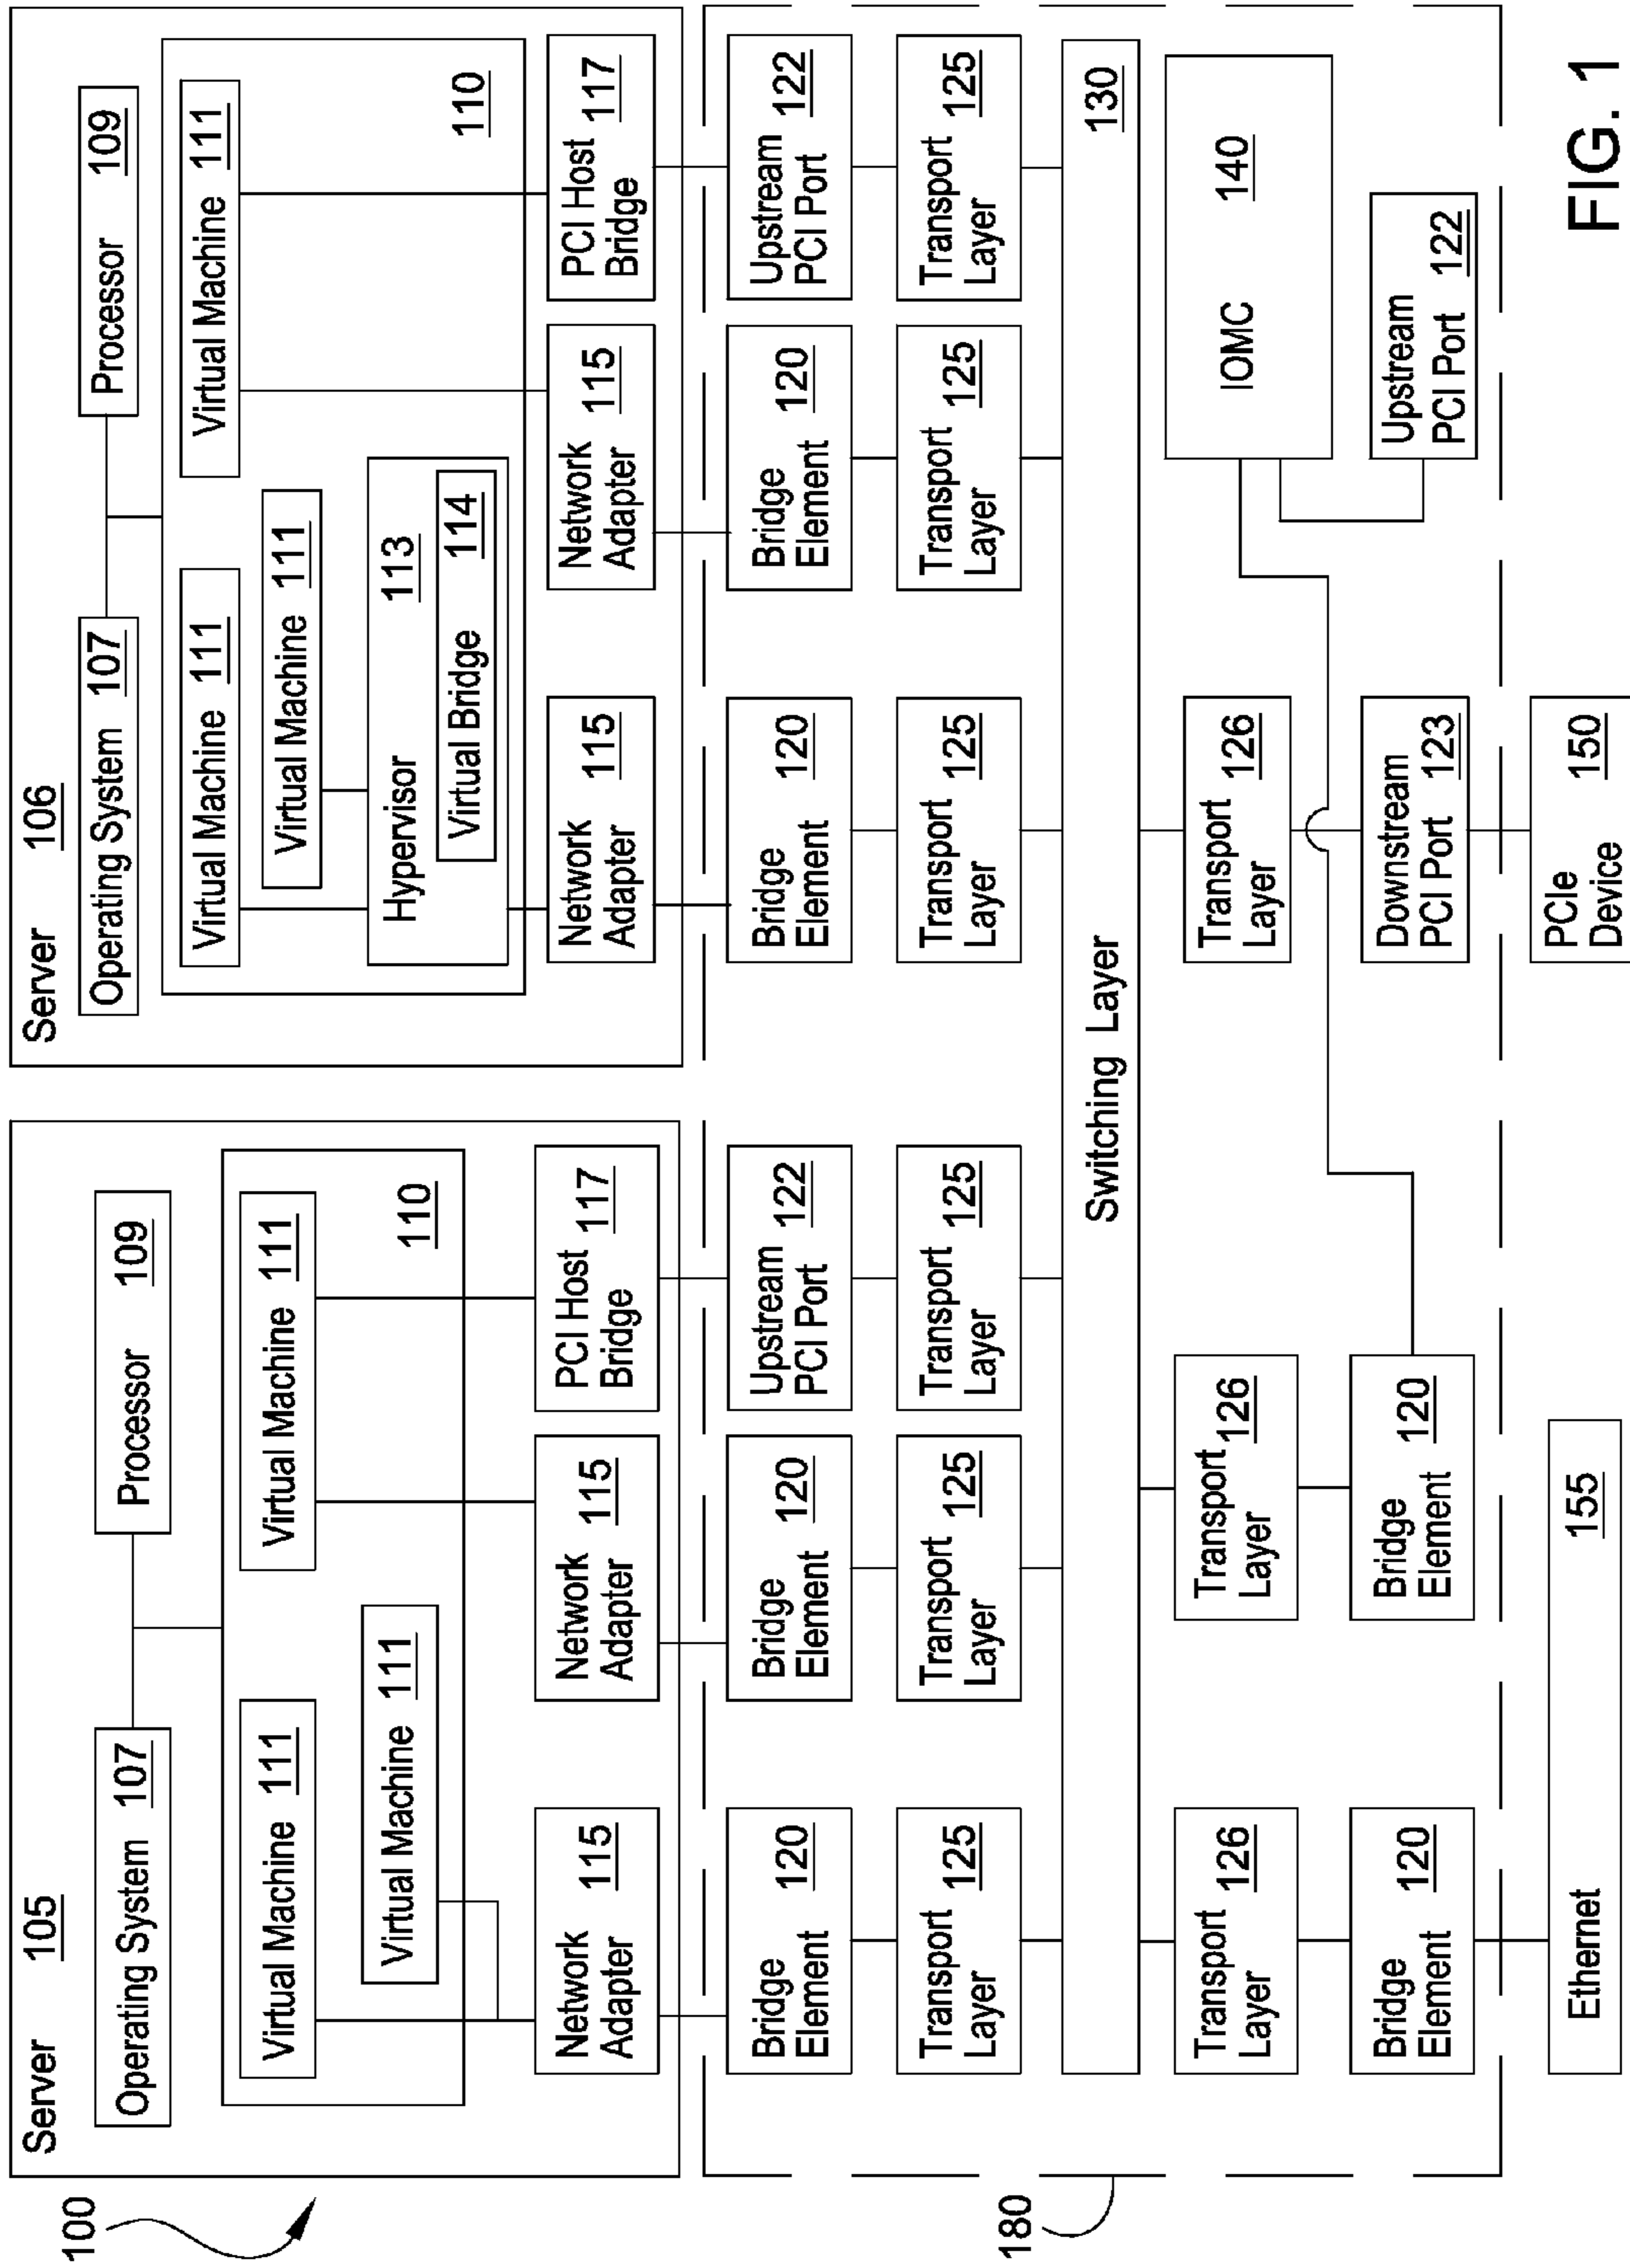 100
Server 105
Operating System 107
Processor 109
Virtual Machine 111
Virtual Machine 111
Virtual Machine 111
110
Network
Adapter 115
Network
Adapter 115
PCI Host
Bridge 117
Server 106
Operating System 107
Processor 109
Virtual Machine 111
Virtual Machine 111
Virtual Machine 111
Hypervisor 113
Virtual Bridge 114
110
Network
Adapter 115
Network
Adapter 115
PCI Host
Bridge 117
180
Bridge
Element 120
Bridge
Element 120
Upstream
PCI Port 122
Bridge
Element 120
Bridge
Element 120
Upstream
PCI Port 122
Transport
Layer 125
Transport
Layer 125
Transport
Layer 125
Transport
Layer 125
Transport
Layer 125
Transport
Layer 125
Switching Layer 130
Transport
Layer 126
Transport
Layer 126
Transport
Layer 126
IOMC 140
Bridge
Element 120
Bridge
Element 120
Downstream
PCI Port 123
Upstream
PCI Port 122
Ethernet 155
PCIe
Device 150
FIG. 1